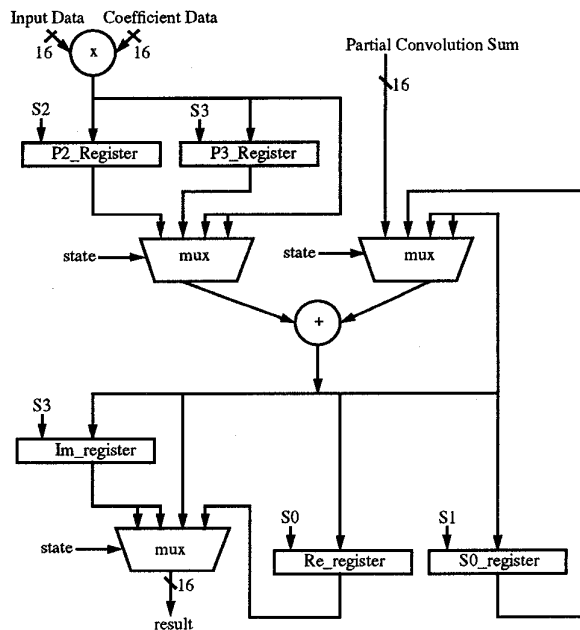 Input Data Coefficient Data
16 x 16
Partial Convolution Sum
16
S2 S3
P2_Register P3_Register
state mux state mux
+
S3
Im_register
S0 S1
state mux Re_register S0_register
16
result